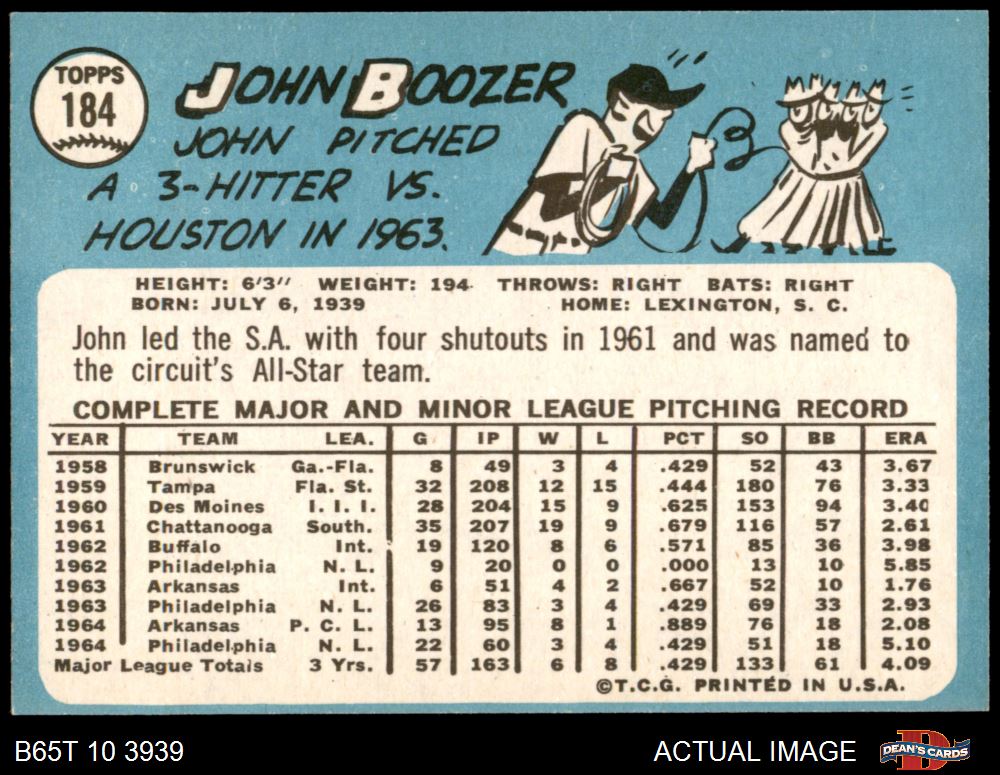 TOPPS
184
JOHN BOOZER
JOHN PITCHED
A 3-HITTER VS.
HOUSTON IN 1963.
HEIGHT: 6'3" WEIGHT: 194 THROWS: RIGHT BATS: RIGHT
BORN: JULY 6, 1939 HOME: LEXINGTON, S. C.
John led the S.A. with four shutouts in 1961 and was named to
the circuit's All-Star team.
COMPLETE MAJOR AND MINOR LEAGUE PITCHING RECORD
YEAR TEAM LEA. G IP W L PCT SO BB ERA
1958 Brunswick Ga.-Fla. 8 49 3 4 .429 52 43 3.67
1959 Tampa Fla. St. 32 208 12 15 .444 180 76 3.33
1960 Des Moines I. I. I. 28 204 15 9 .625 153 94 3.40
1961 Chattanooga South. 35 207 19 9 .679 116 57 2.61
1962 Buffalo Int. 19 120 8 6 .571 85 36 3.98
1962 Philadelphia N. L. 9 20 0 0 .000 13 10 5.85
1963 Arkansas Int. 6 51 4 2 .667 52 10 1.76
1963 Philadelphia N. L. 26 83 3 4 .429 69 33 2.93
1964 Arkansas P. C. L. 13 95 8 1 .889 76 18 2.08
1964 Philadelphia N. L. 22 60 3 4 .429 51 18 5.10
Major League Totals 3 Yrs. 57 163 6 8 .429 133 61 4.09
©T.C.G. PRINTED IN U.S.A.
B65T 10 3939 ACTUAL IMAGE DEAN'S CARDS